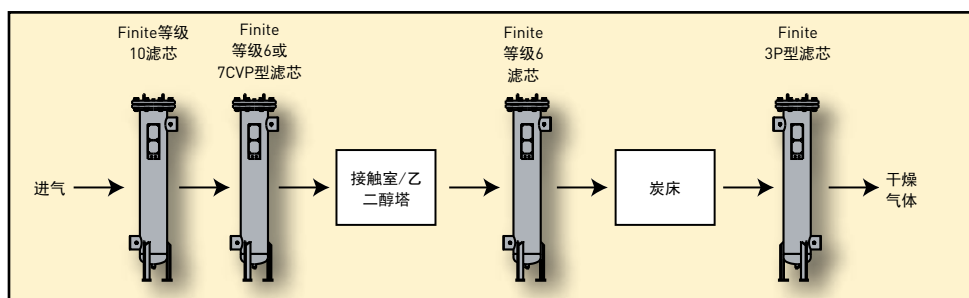 Finite等级
10滤芯
Finite
等级6或
7CVP型滤芯
Finite
等级6
滤芯
Finite
3P型滤芯
进气
接触室/乙
二醇塔
炭床
干燥
气体